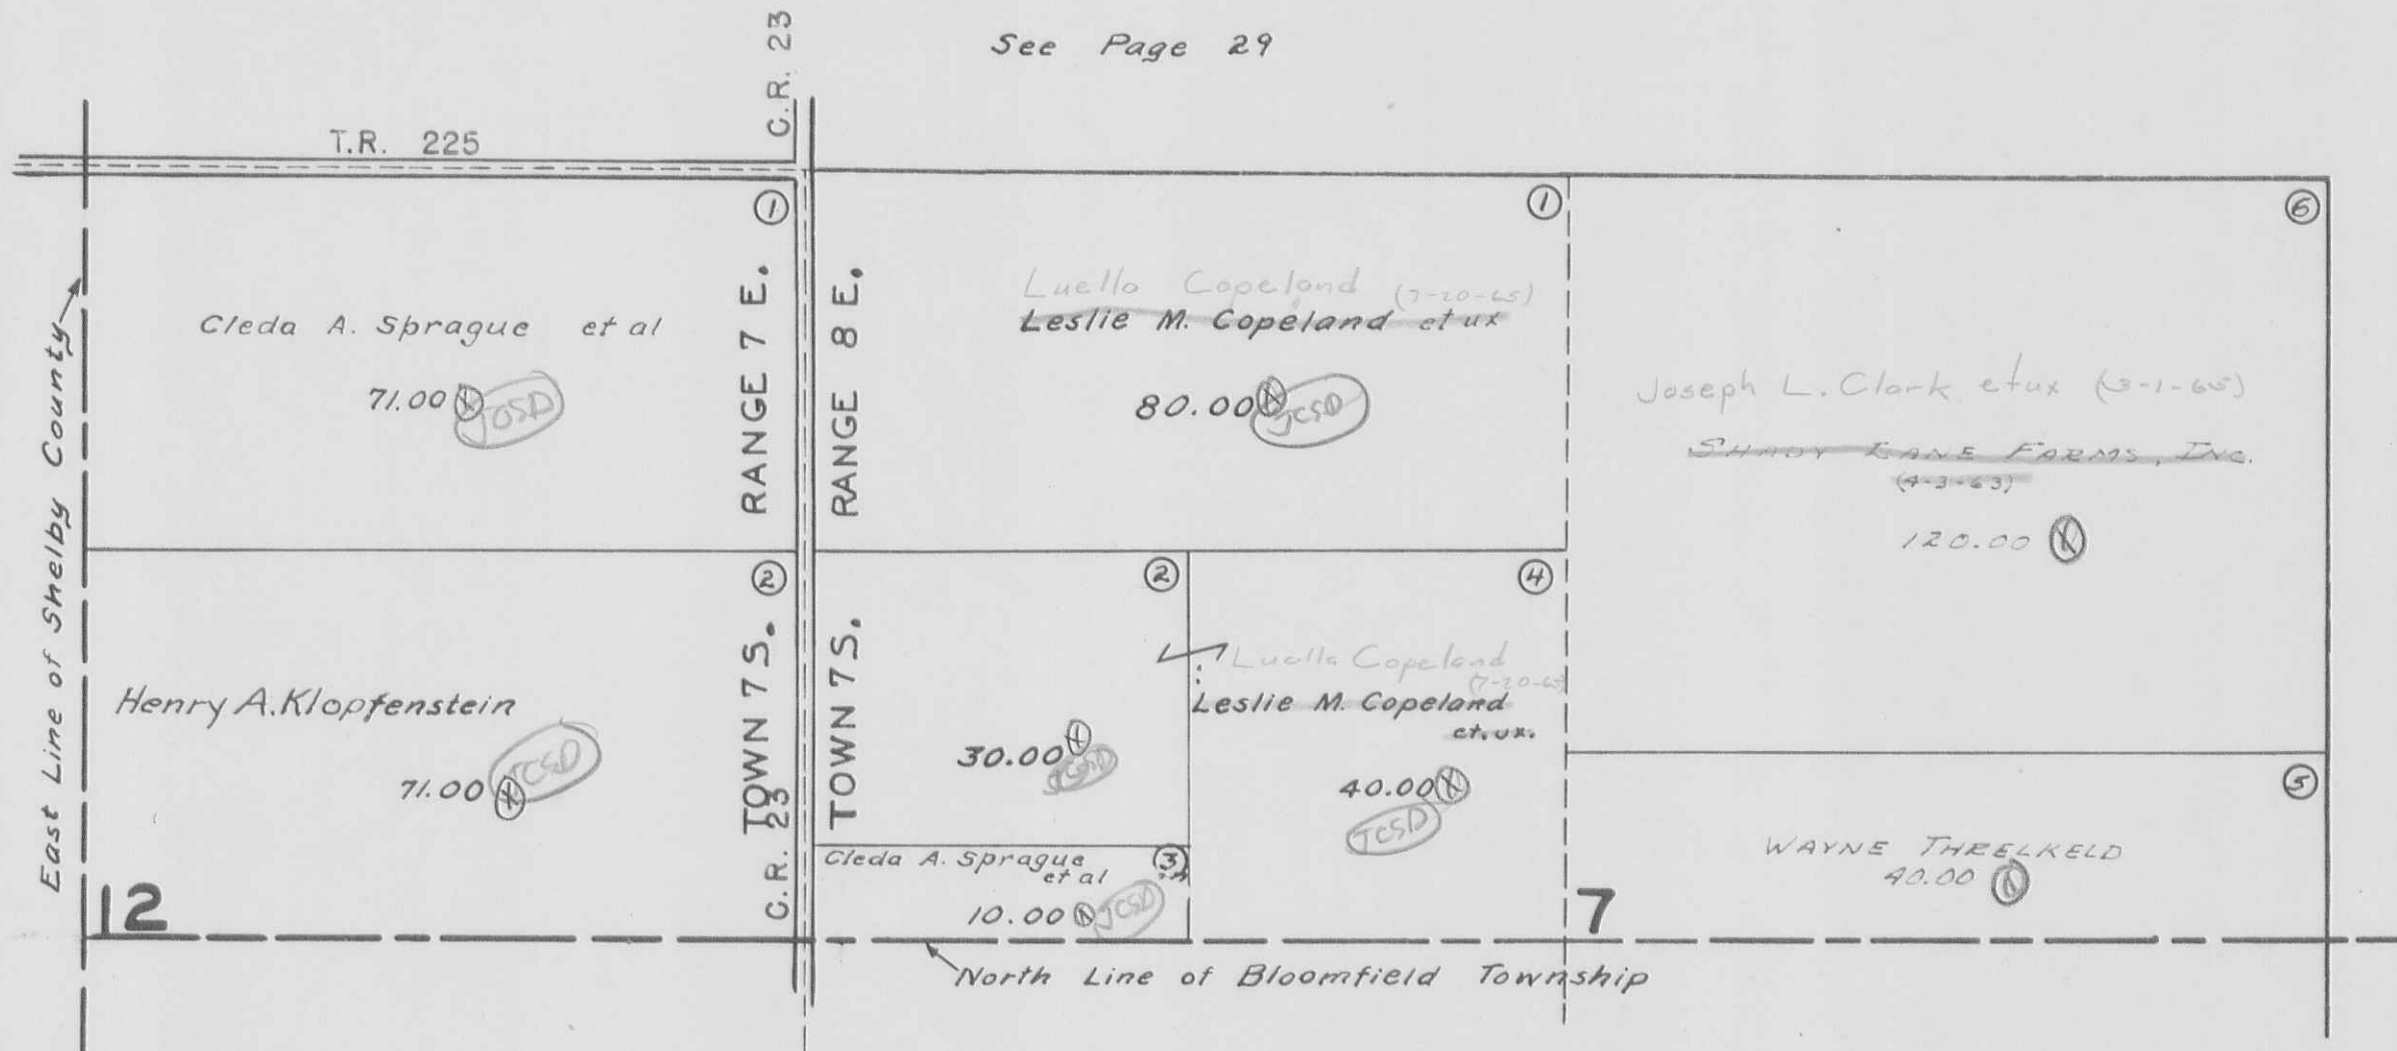 See Page 29
C.R. 23
T.R. 225
East Line of Shelby County
①
Cleda A. Sprague et al
71.00
JCSD
②
Henry A. Klopfenstein
71.00
JCSD
12
RANGE 7 E.
TOWN 7 S.
C.R. 23
RANGE 8 E.
TOWN 7 S.
①
Luella Copeland (7-20-65)
Leslie M. Copeland et ux
80.00
JCSD
②
30.00
JCSD
③
Cleda A. Sprague
et al
10.00
JCSD
④
Luella Copeland
(7-20-65)
Leslie M. Copeland
et. ux.
40.00
JCSD
⑥
Joseph L. Clark et ux (3-1-65)
SHADY LANE FARMS, INC.
(4-3-63)
120.00
⑤
WAYNE THRELKELD
40.00
7
North Line of Bloomfield Township